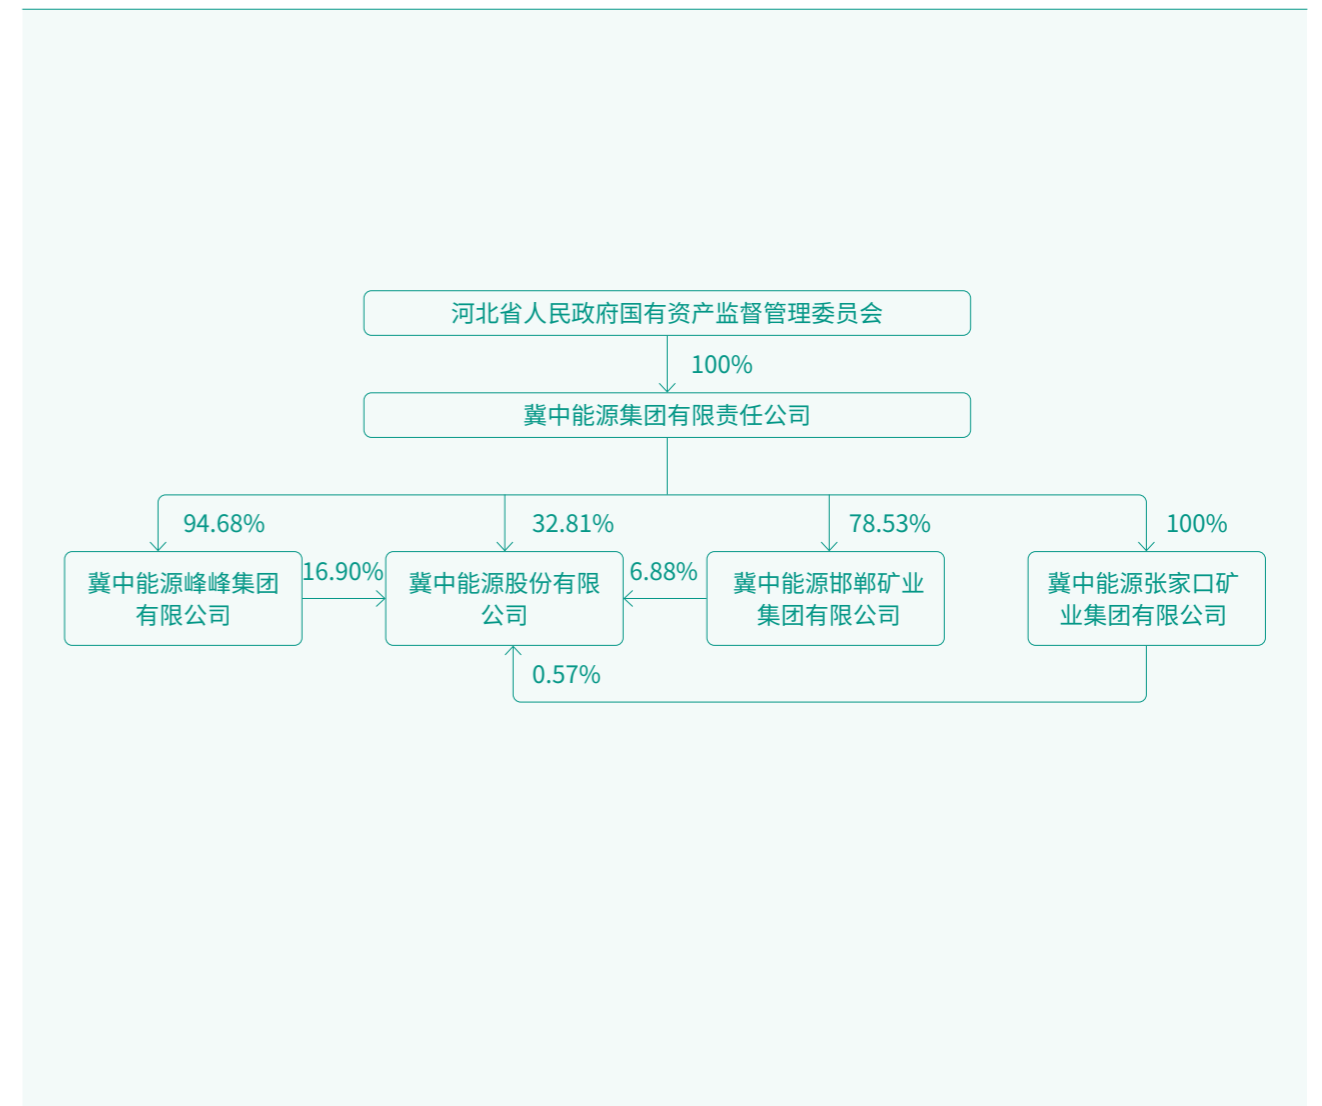 河北省人民政府国有资产监督管理委员会
100%
冀中能源集团有限责任公司
94.68%
32.81%
78.53%
100%
冀中能源峰峰集团
有限公司
16.90%
冀中能源股份有限
公司
6.88%
冀中能源邯郸矿业
集团有限公司
冀中能源张家口矿
业集团有限公司
0.57%